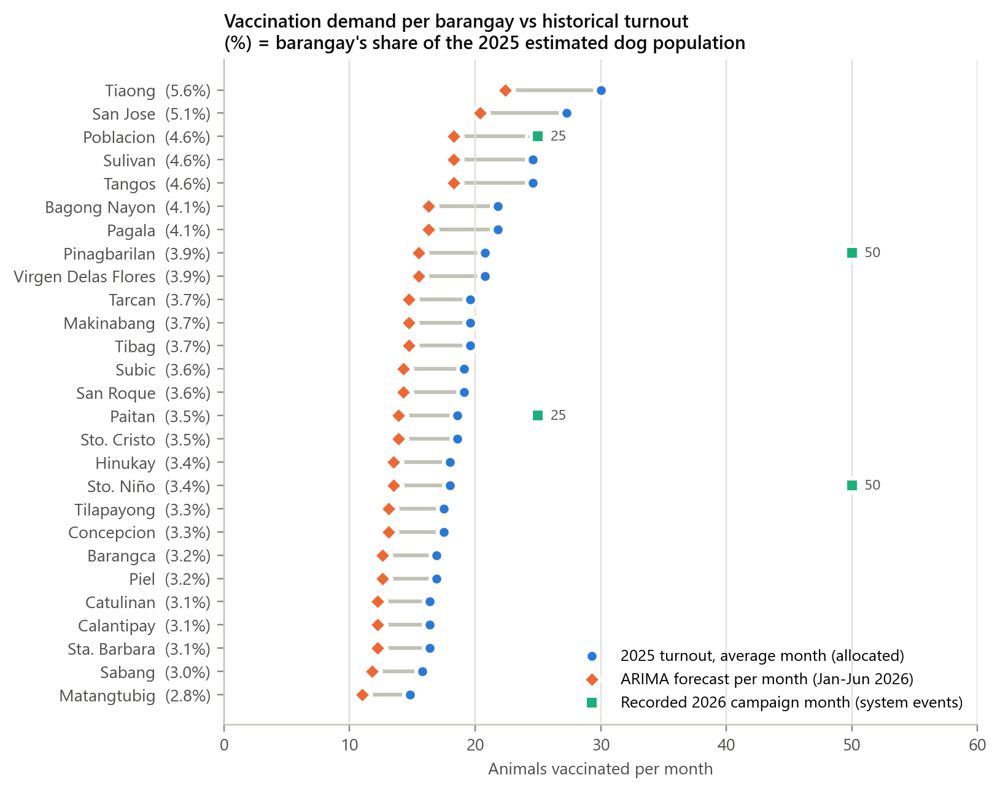 Vaccination demand per barangay vs historical turnout
(%) = barangay's share of the 2025 estimated dog population
Tiaong (5.6%)
San Jose (5.1%)
Poblacion (4.6%) 25
Sulivan (4.6%)
Tangos (4.6%)
Bagong Nayon (4.1%)
Pagala (4.1%)
Pinagbarilan (3.9%) 50
Virgen Delas Flores (3.9%)
Tarcan (3.7%)
Makinabang (3.7%)
Tibag (3.7%)
Subic (3.6%)
San Roque (3.6%)
Paitan (3.5%) 25
Sto. Cristo (3.5%)
Hinukay (3.4%)
Sto. Niño (3.4%) 50
Tilapayong (3.3%)
Concepcion (3.3%)
Barangca (3.2%)
Piel (3.2%)
Catulinan (3.1%)
Calantipay (3.1%)
Sta. Barbara (3.1%)
Sabang (3.0%)
Matangtubig (2.8%)
2025 turnout, average month (allocated)
ARIMA forecast per month (Jan-Jun 2026)
Recorded 2026 campaign month (system events)
0 10 20 30 40 50 60
Animals vaccinated per month